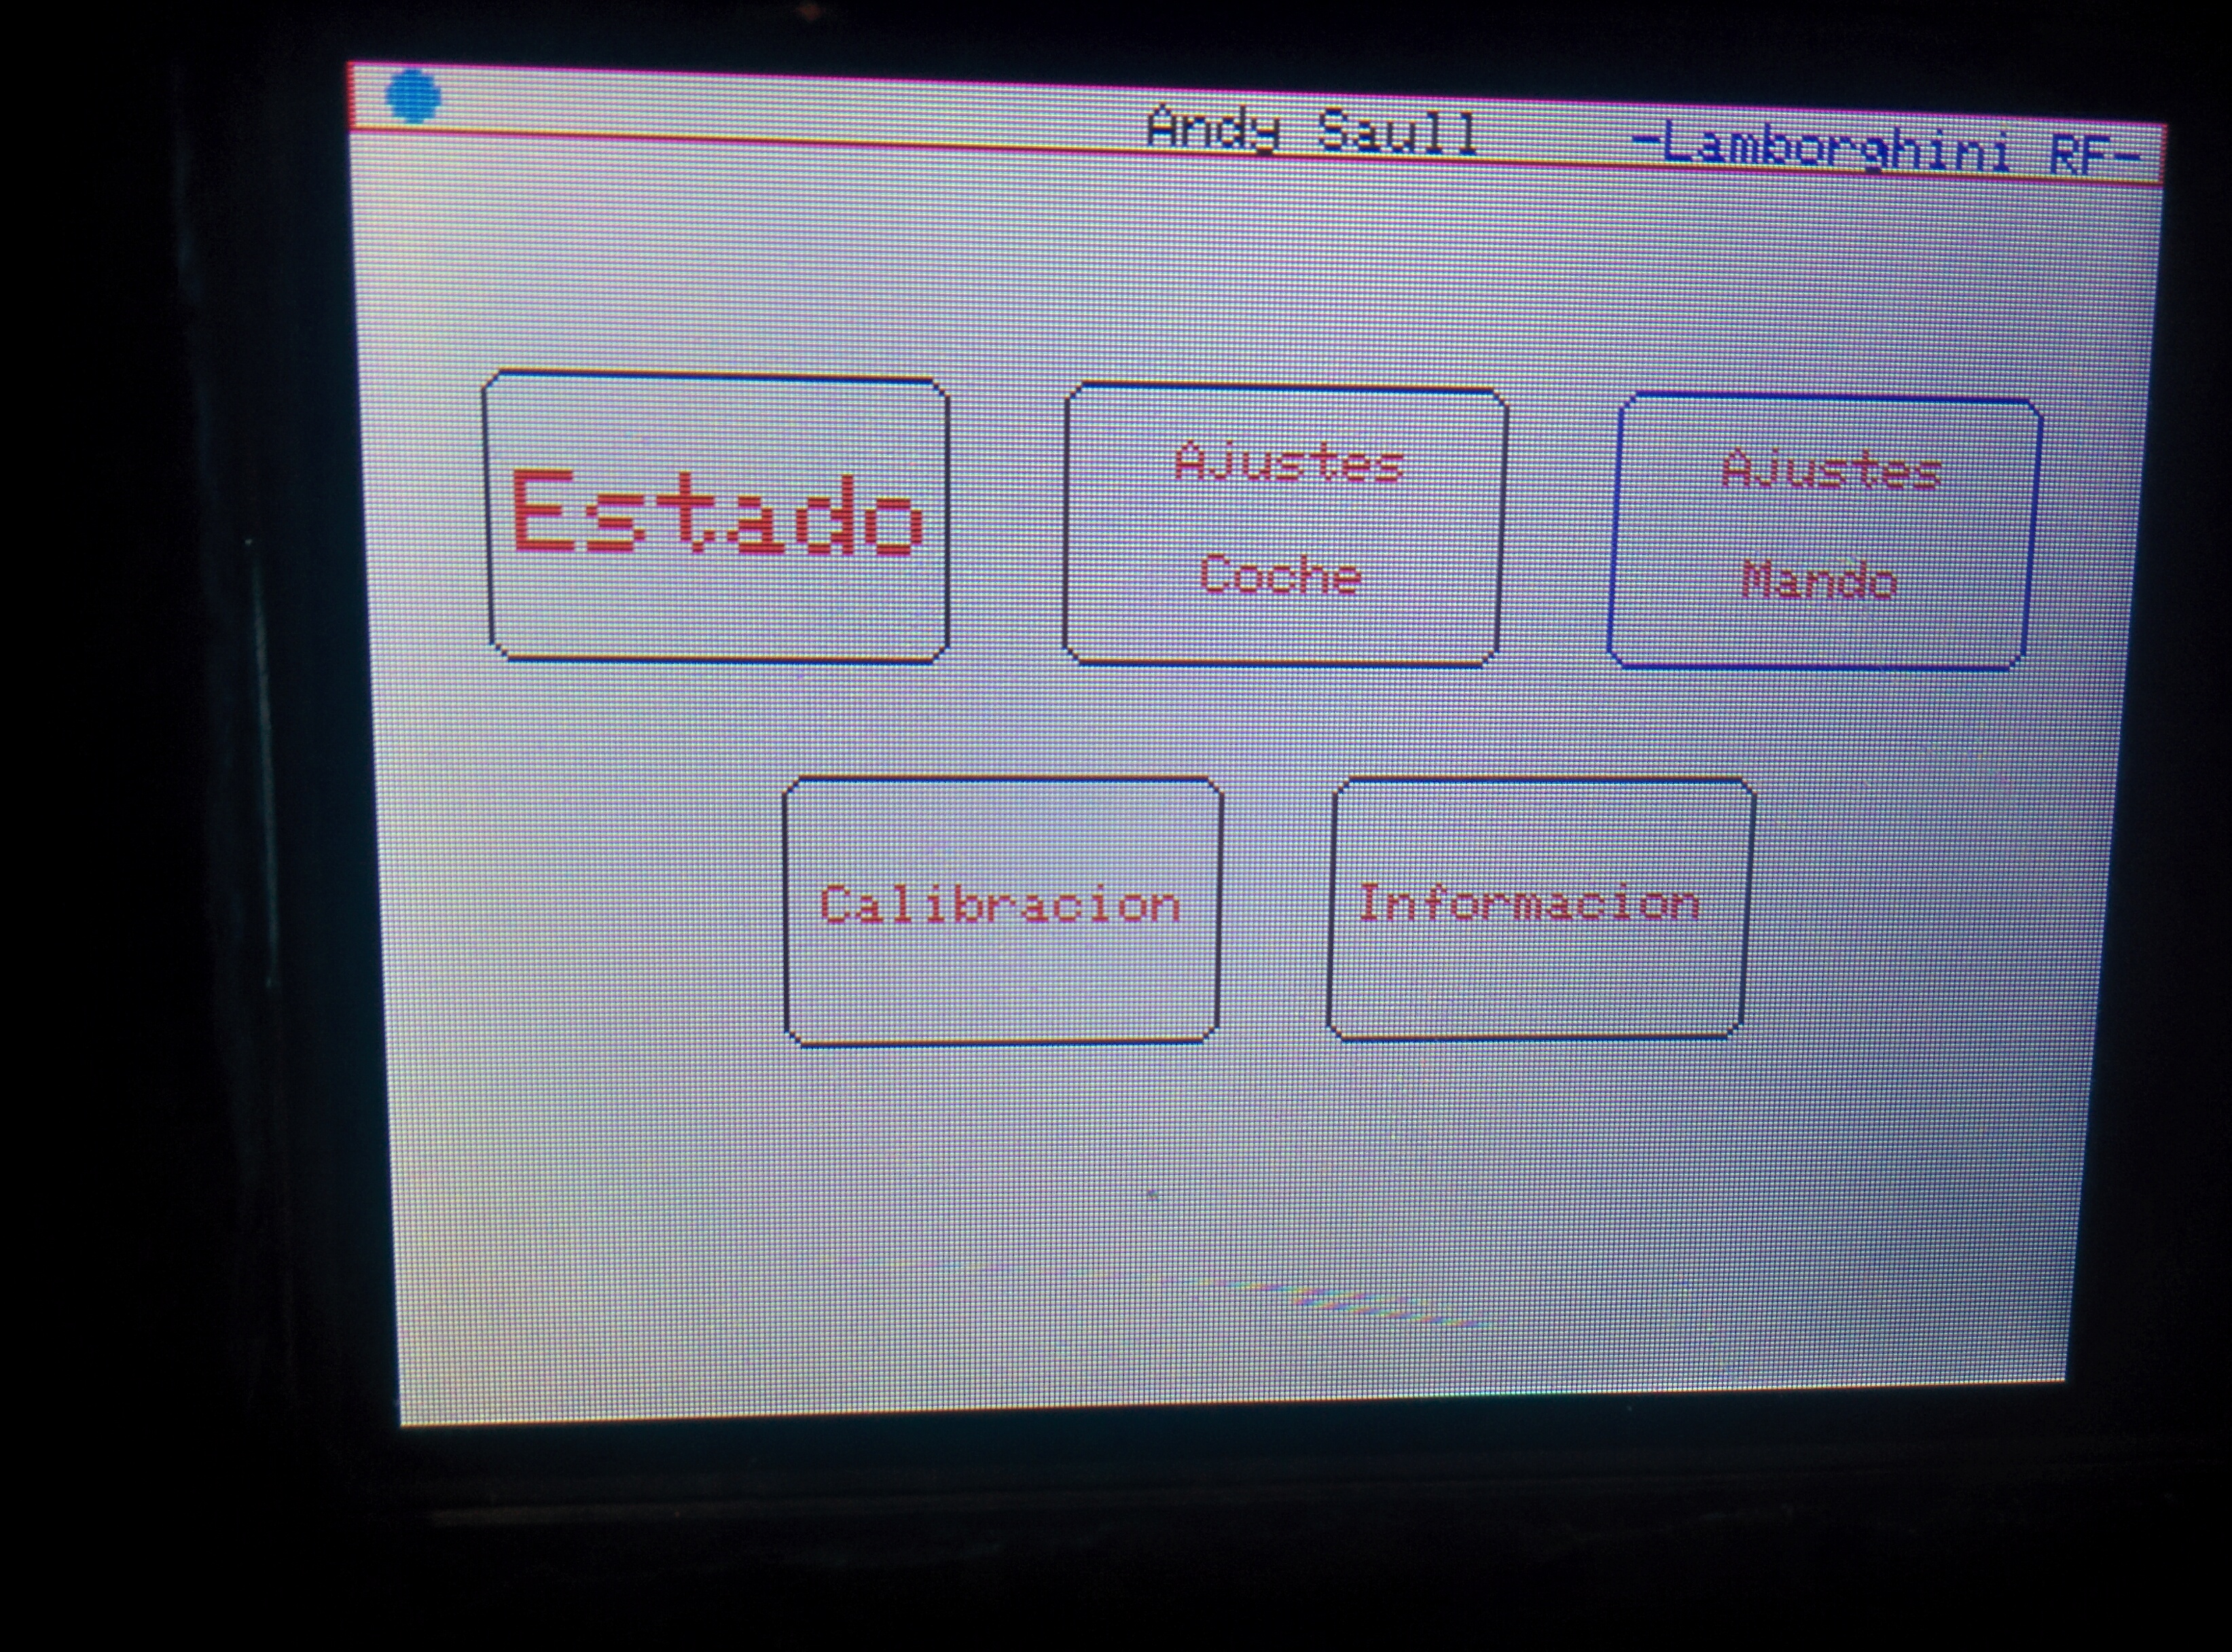 Andy Saull
-Lamborghini RF-
Estado
Ajustes
Coche
Ajustes
Mando
Calibracion
Informacion